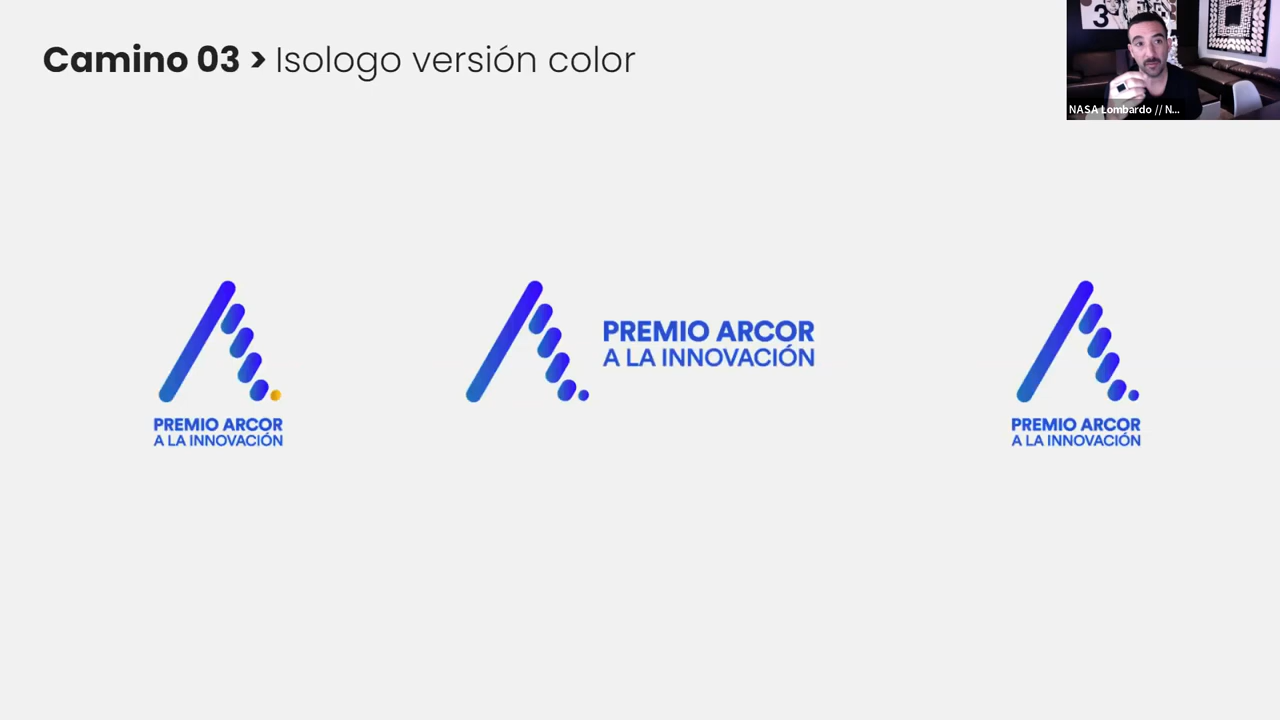 Camino 03 > Isologo versión color
3
NASA Lombardo // N...
PREMIO ARCOR
A LA INNOVACIÓN
PREMIO ARCOR
A LA INNOVACIÓN
PREMIO ARCOR
A LA INNOVACIÓN